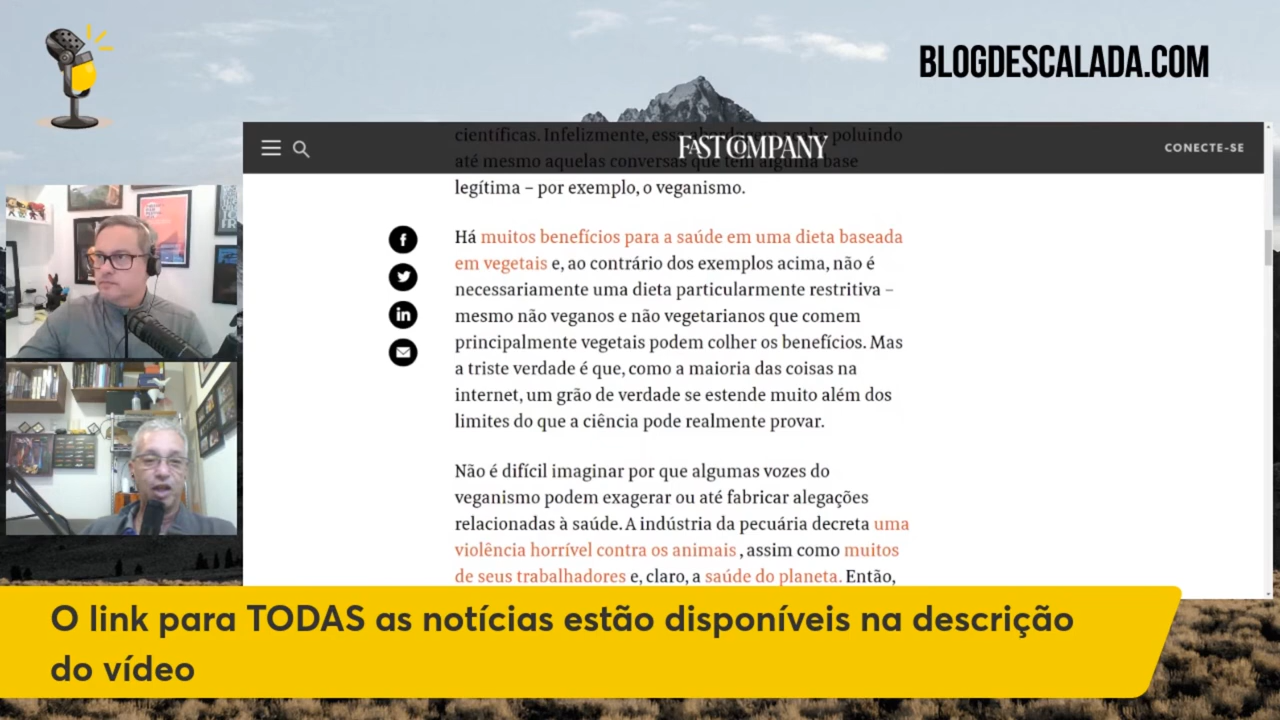 BLOGDESCALADA.COM
científicas. Infelizmente, essa abordagem acaba poluindo
FAST COMPANY
CONECTE-SE
até mesmo aquelas conversas que têm alguma base
legítima – por exemplo, o veganismo.
Há muitos benefícios para a saúde em uma dieta baseada
em vegetais e, ao contrário dos exemplos acima, não é
necessariamente uma dieta particularmente restritiva –
mesmo não veganos e não vegetarianos que comem
principalmente vegetais podem colher os benefícios. Mas
a triste verdade é que, como a maioria das coisas na
internet, um grão de verdade se estende muito além dos
limites do que a ciência pode realmente provar.
Não é difícil imaginar por que algumas vozes do
veganismo podem exagerar ou até fabricar alegações
relacionadas à saúde. A indústria da pecuária decreta uma
violência horrível contra os animais , assim como muitos
de seus trabalhadores e, claro, a saúde do planeta. Então,
O link para TODAS as notícias estão disponíveis na descrição
do vídeo